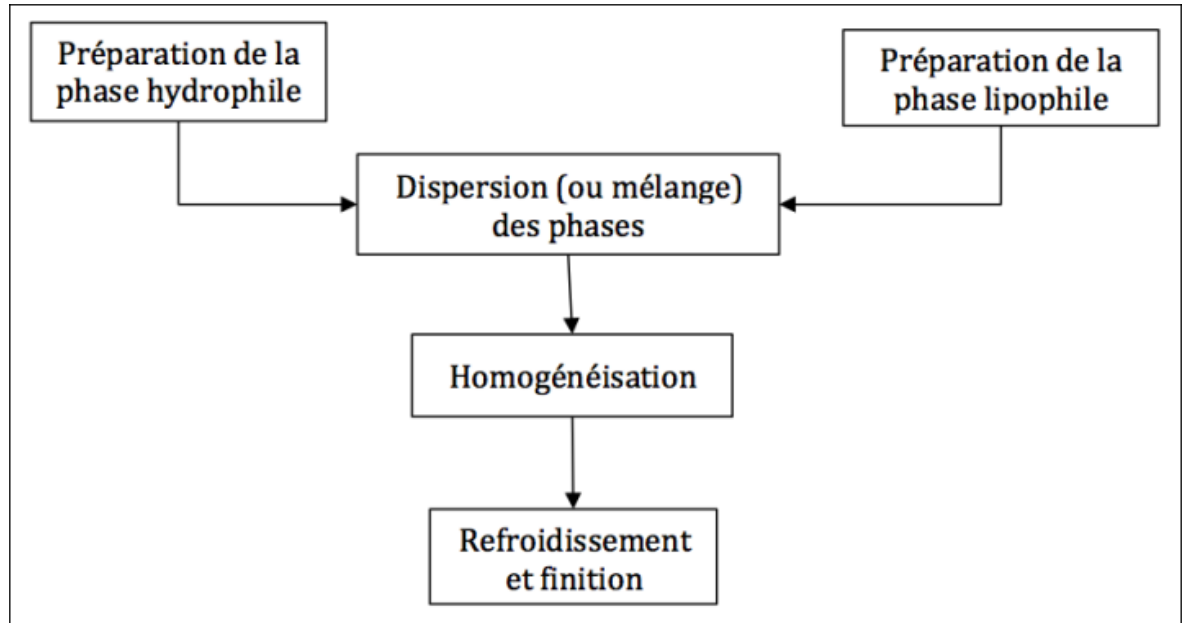 Préparation de la
phase hydrophile
Préparation de la
phase lipophile
Dispersion (ou mélange)
des phases
Homogénéisation
Refroidissement
et finition